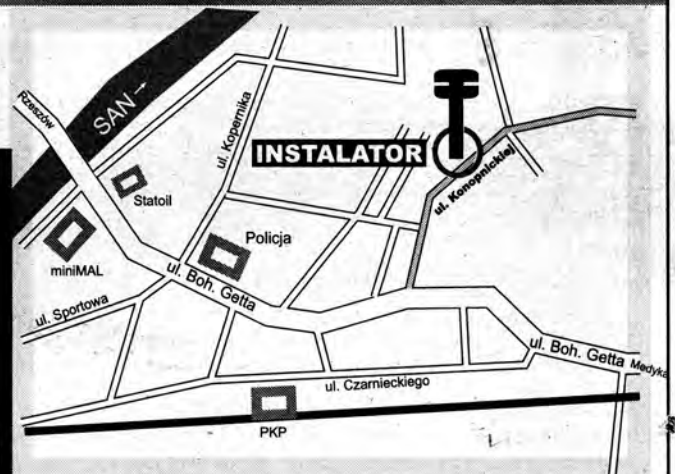 Rzeszów
SAN →
ul. Kopernika
INSTALATOR
Statoil
ul. Konopnickiej
Policja
miniMAL
ul. Boh. Getta
ul. Sportowa
ul. Boh. Getta Medyka
ul. Czarnieckiego
PKP